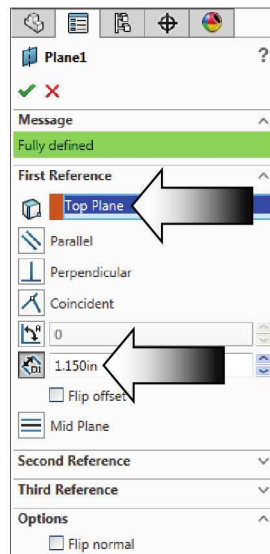 Plane1 ?
Message
Fully defined
First Reference
Top Plane
Parallel
Perpendicular
Coincident
0
1.150in
Flip offset
Mid Plane
Second Reference
Third Reference
Options
Flip normal